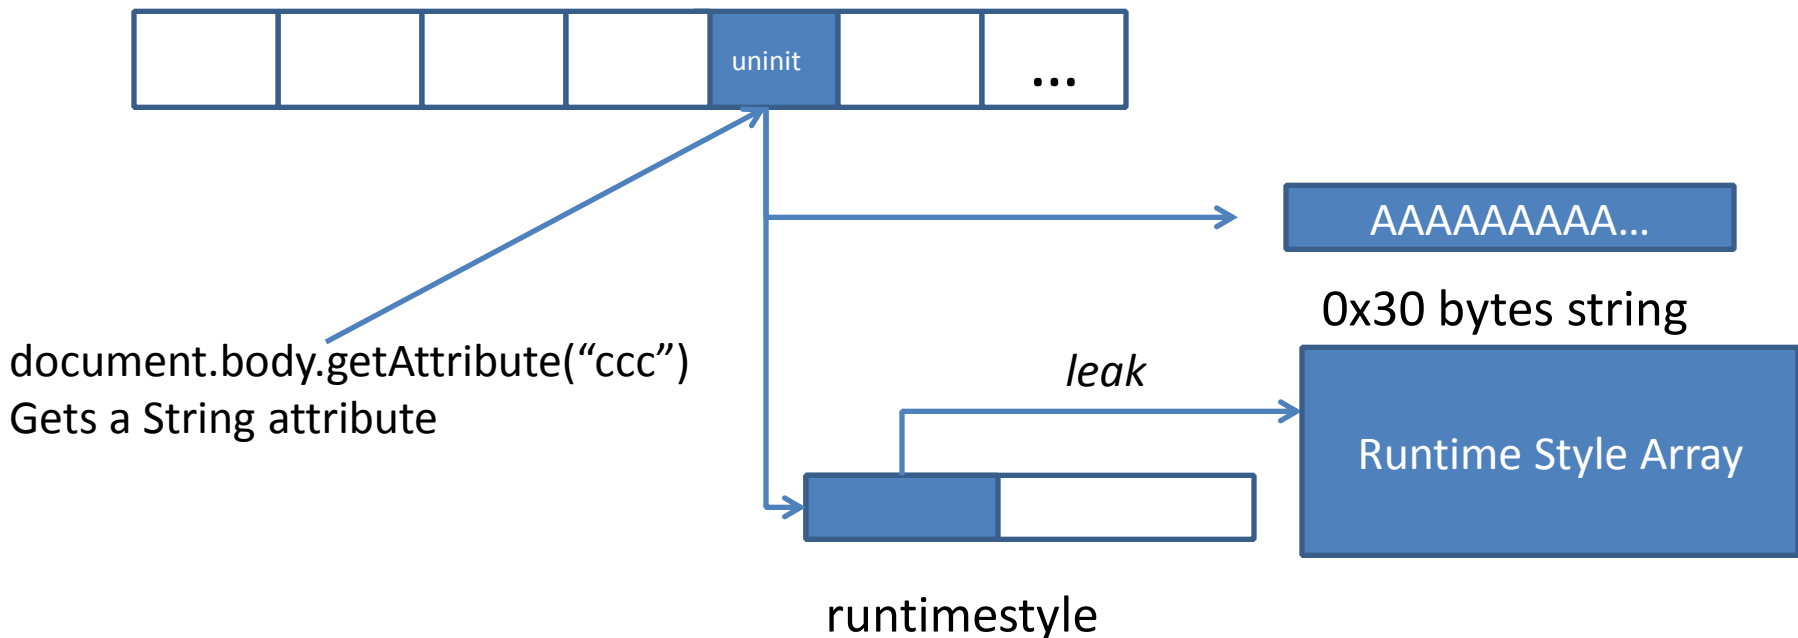 uninit
...
AAAAAAAAA...
0x30 bytes string
document.body.getAttribute(“ccc”)
Gets a String attribute
leak
Runtime Style Array
runtimestyle